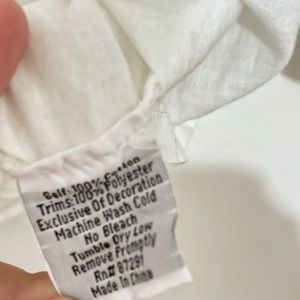 Self:100% Cotton
Trims:100% Polyester
Exclusive Of Decoration
Machine Wash Cold
No Bleach
Tumble Dry Low
Remove Promptly
Rn# 87291
Made In China